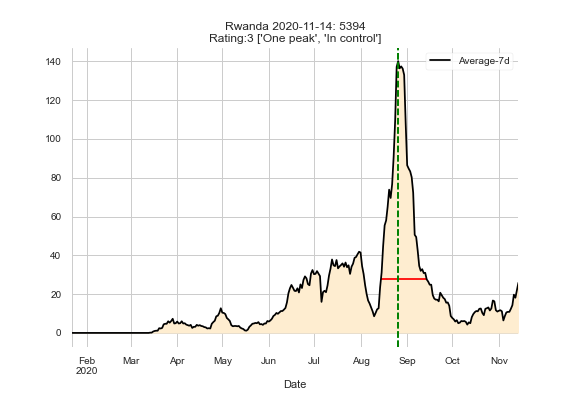 Rwanda 2020-11-14: 5394
Rating:3 ['One peak', 'In control']
Average-7d
140
120
100
80
60
40
20
0
Feb Mar Apr May Jun Jul Aug Sep Oct Nov
2020
Date